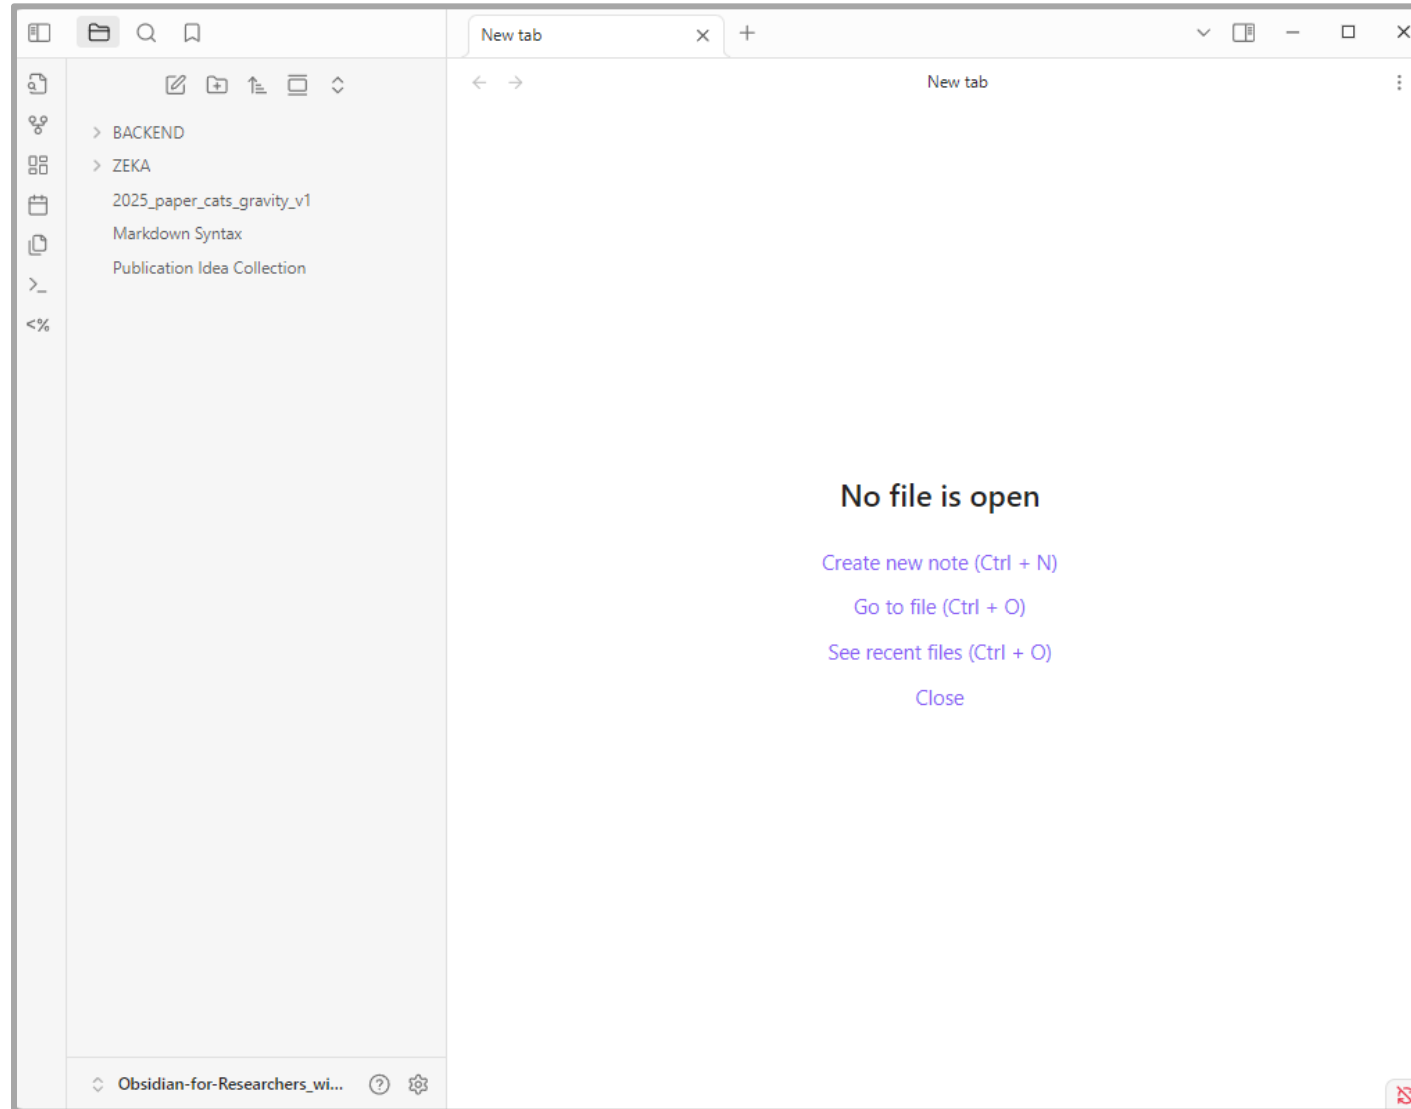 New tab
New tab
BACKEND
ZEKA
2025_paper_cats_gravity_v1
Markdown Syntax
Publication Idea Collection
>_
<%
No file is open
Create new note (Ctrl + N)
Go to file (Ctrl + O)
See recent files (Ctrl + O)
Close
Obsidian-for-Researchers_wi...